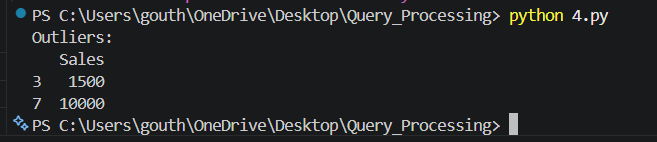 PS C:\Users\gouth\OneDrive\Desktop\Query_Processing> python 4.py
Outliers:
   Sales
3   1500
7  10000
PS C:\Users\gouth\OneDrive\Desktop\Query_Processing>